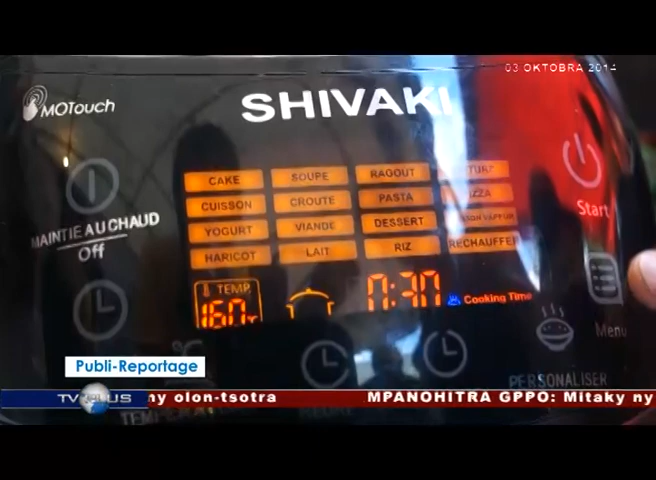 03 OKTOBRA 2014
MOTouch
SHIVAKI
CAKE SOUPE RAGOUT
CUISSON CROUTE PASTA
YOGURT VIANDE DESSERT
HARICOT LAIT RIZ RECHAUFFER
MAINTIE AU CHAUD
Off
Start
TEMP.
160
0:30
Cooking Time
Menu
PERSONALISER
Publi-Reportage
TV PLUS
ny olon-tsotra MPANOHITRA GPPO: Mitaky ny